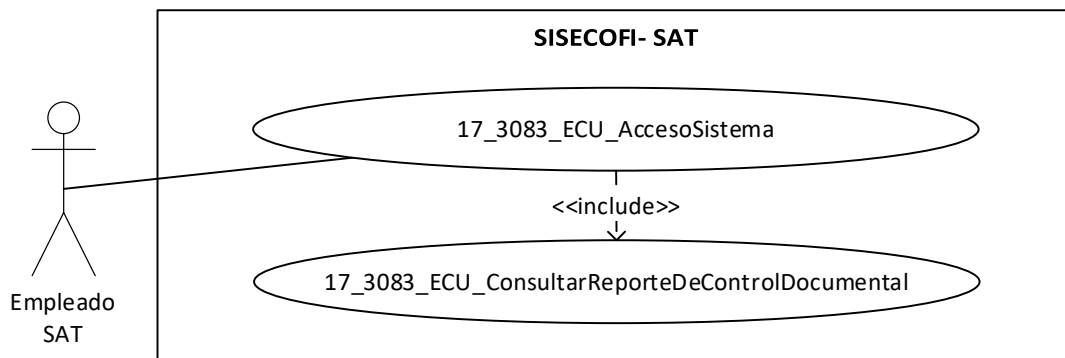 SISECOFI- SAT
17_3083_ECU_AccesoSistema
<<include>>
17_3083_ECU_ConsultarReporteDeControlDocumental
Empleado
SAT